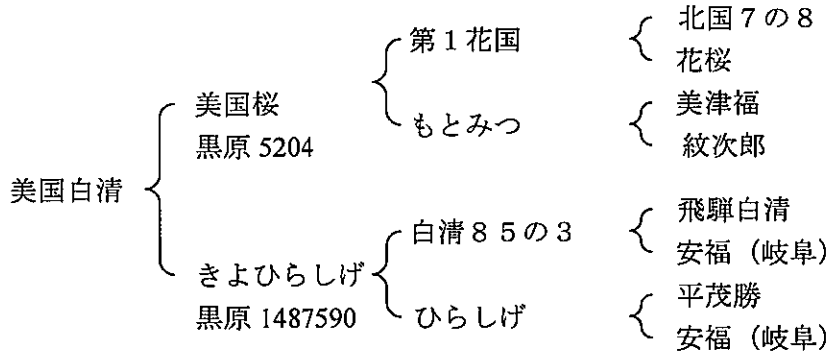 北国７の８
第１花国
花桜
美国桜
黒原 5204
美津福
もとみつ
紋次郎
美国白清
飛騨白清
白清８５の３
安福（岐阜）
きよひらしげ
黒原 1487590
平茂勝
ひらしげ
安福（岐阜）